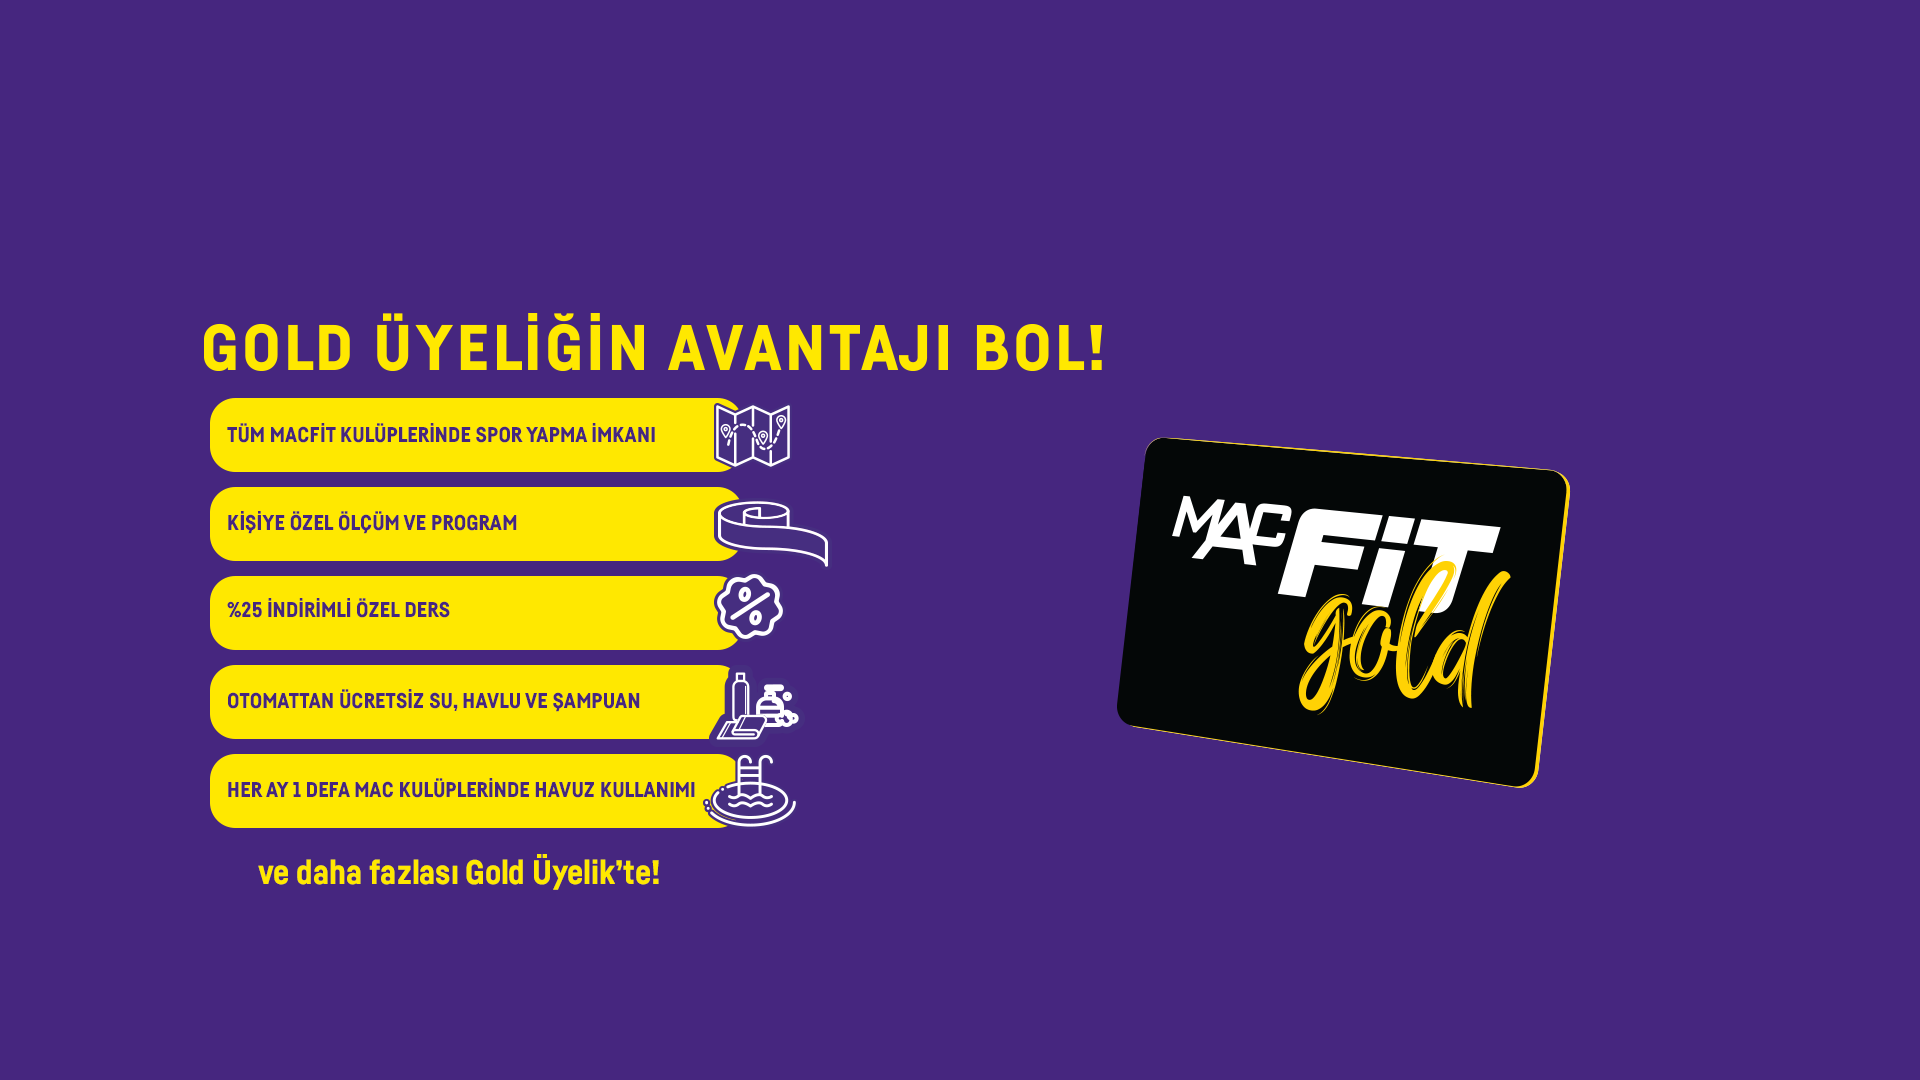 GOLD ÜYELİĞİN AVANTAJI BOL!
TÜM MACFİT KULÜPLERİNDE SPOR YAPMA İMKANI
KİŞİYE ÖZEL ÖLÇÜM VE PROGRAM
%25 İNDİRİMLİ ÖZEL DERS
OTOMATTAN ÜCRETSİZ SU, HAVLU VE ŞAMPUAN
HER AY 1 DEFA MAC KULÜPLERİNDE HAVUZ KULLANIMI
ve daha fazlası Gold Üyelik’te!
MAC FiT
gold